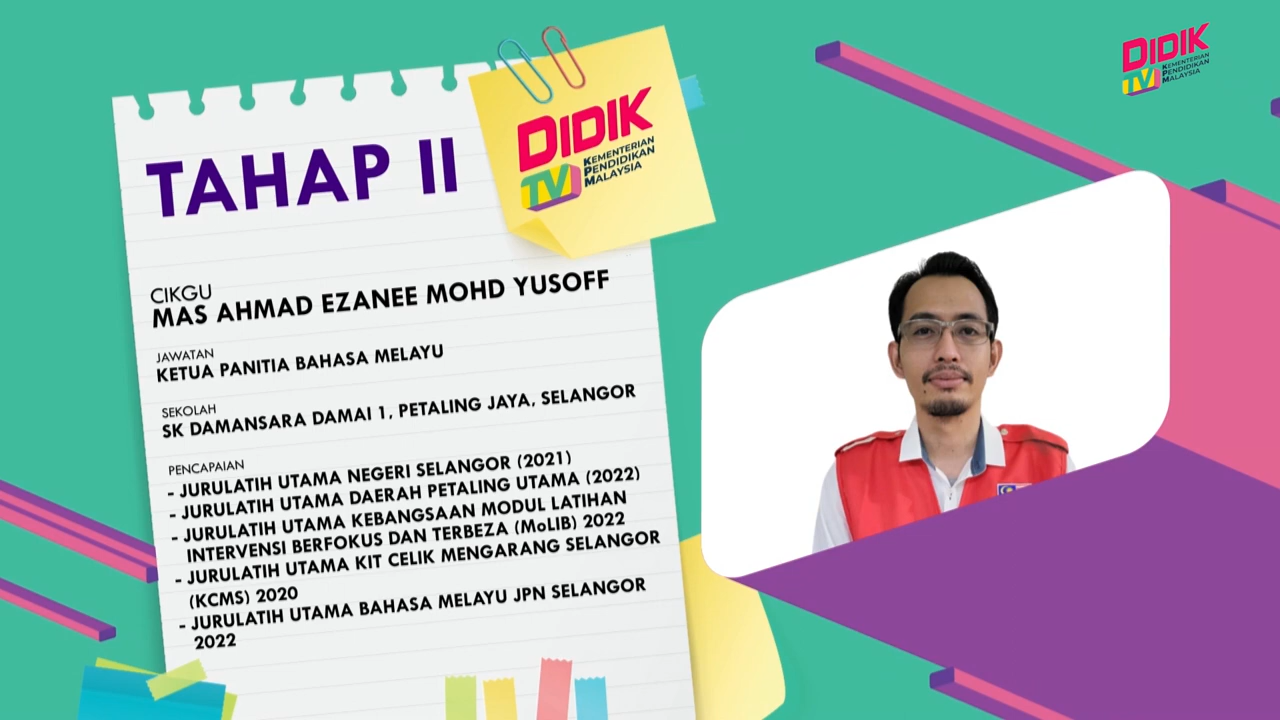 TAHAP II
DIDIK
TV
KEMENTERIAN
PENDIDIKAN
MALAYSIA
CIKGU
MAS AHMAD EZANEE MOHD YUSOFF
JAWATAN
KETUA PANITIA BAHASA MELAYU
SEKOLAH
SK DAMANSARA DAMAI 1, PETALING JAYA, SELANGOR
PENCAPAIAN
- JURULATIH UTAMA NEGERI SELANGOR (2021)
- JURULATIH UTAMA DAERAH PETALING UTAMA (2022)
- JURULATIH UTAMA KEBANGSAAN MODUL LATIHAN
INTERVENSI BERFOKUS DAN TERBEZA (MoLIB) 2022
- JURULATIH UTAMA KIT CELIK MENGARANG SELANGOR
(KCMS) 2020
- JURULATIH UTAMA BAHASA MELAYU JPN SELANGOR
2022
DIDIK
TV
KEMENTERIAN
PENDIDIKAN
MALAYSIA